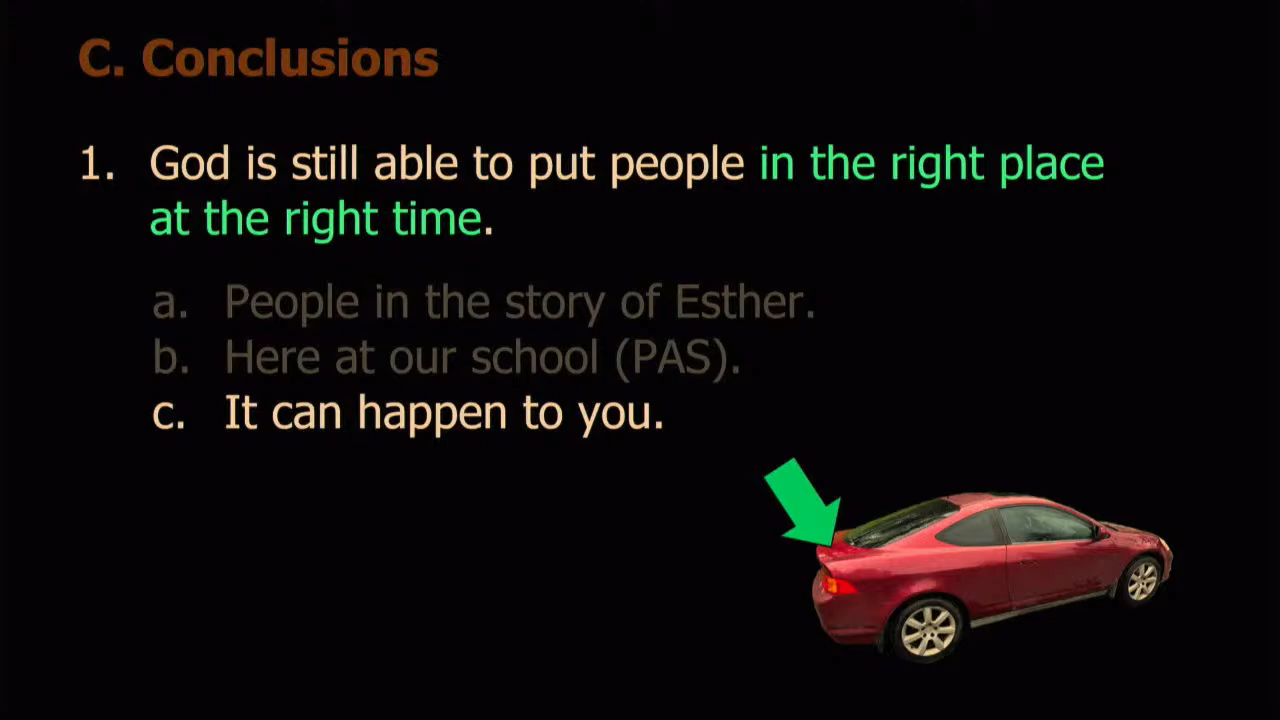 C. Conclusions
1. God is still able to put people in the right place
at the right time.
a. People in the story of Esther.
b. Here at our school (PAS).
c. It can happen to you.